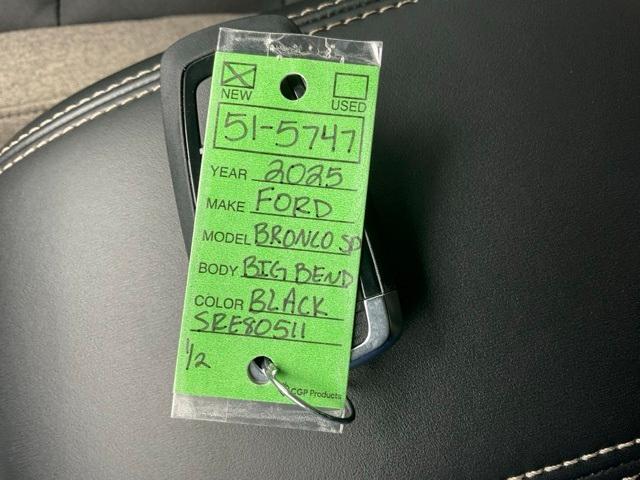 NEW USED
51-5747
YEAR 2025
MAKE FORD
MODEL BRONCO SP
BODY BIG BEND
COLOR BLACK
SRE80511
1/2
CGP Products